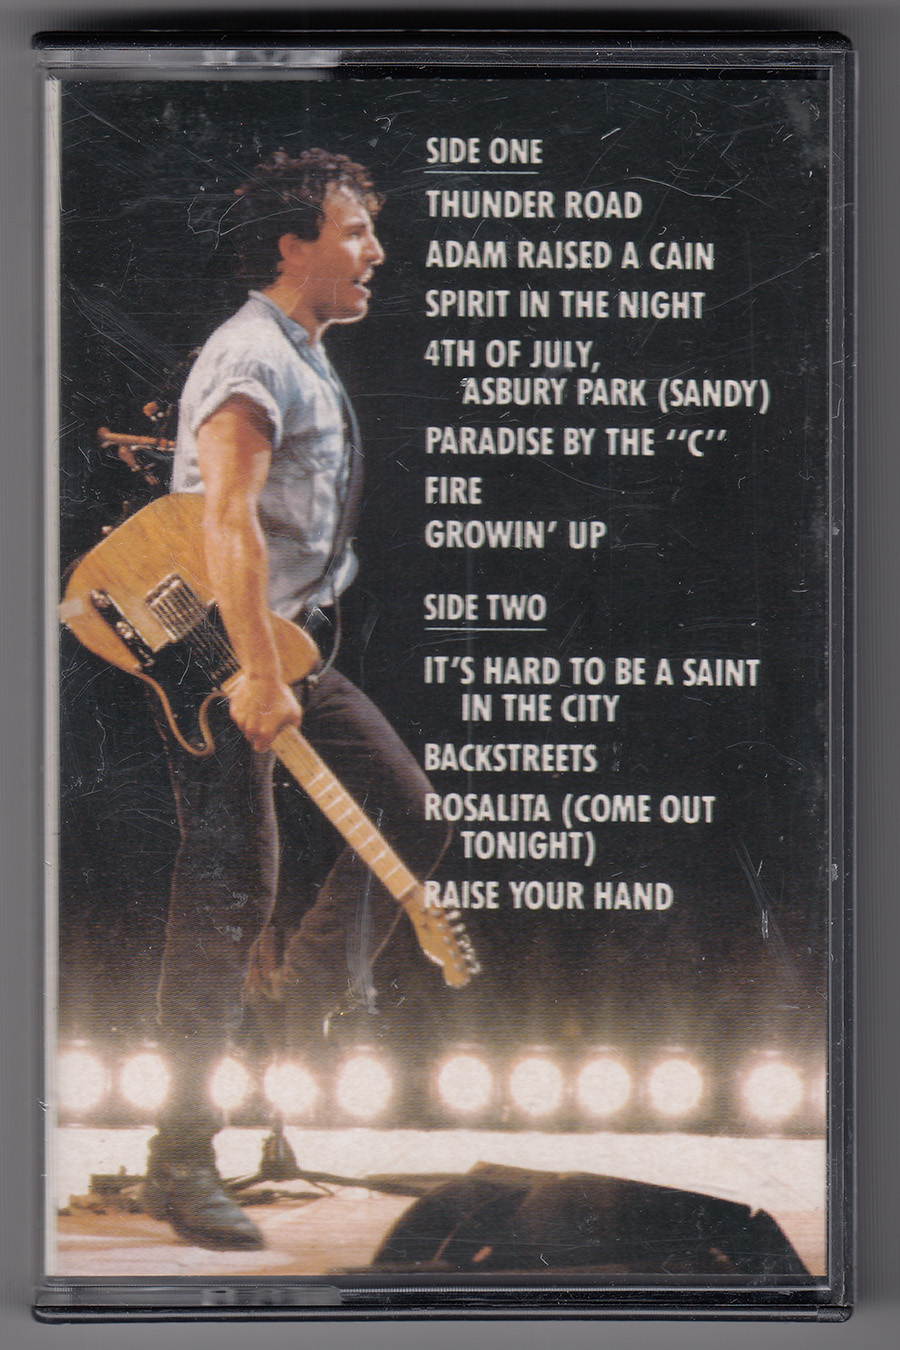 SIDE ONE
THUNDER ROAD
ADAM RAISED A CAIN
SPIRIT IN THE NIGHT
4TH OF JULY,
ASBURY PARK (SANDY)
PARADISE BY THE “C”
FIRE
GROWIN’ UP
SIDE TWO
IT’S HARD TO BE A SAINT
IN THE CITY
BACKSTREETS
ROSALITA (COME OUT
TONIGHT)
RAISE YOUR HAND